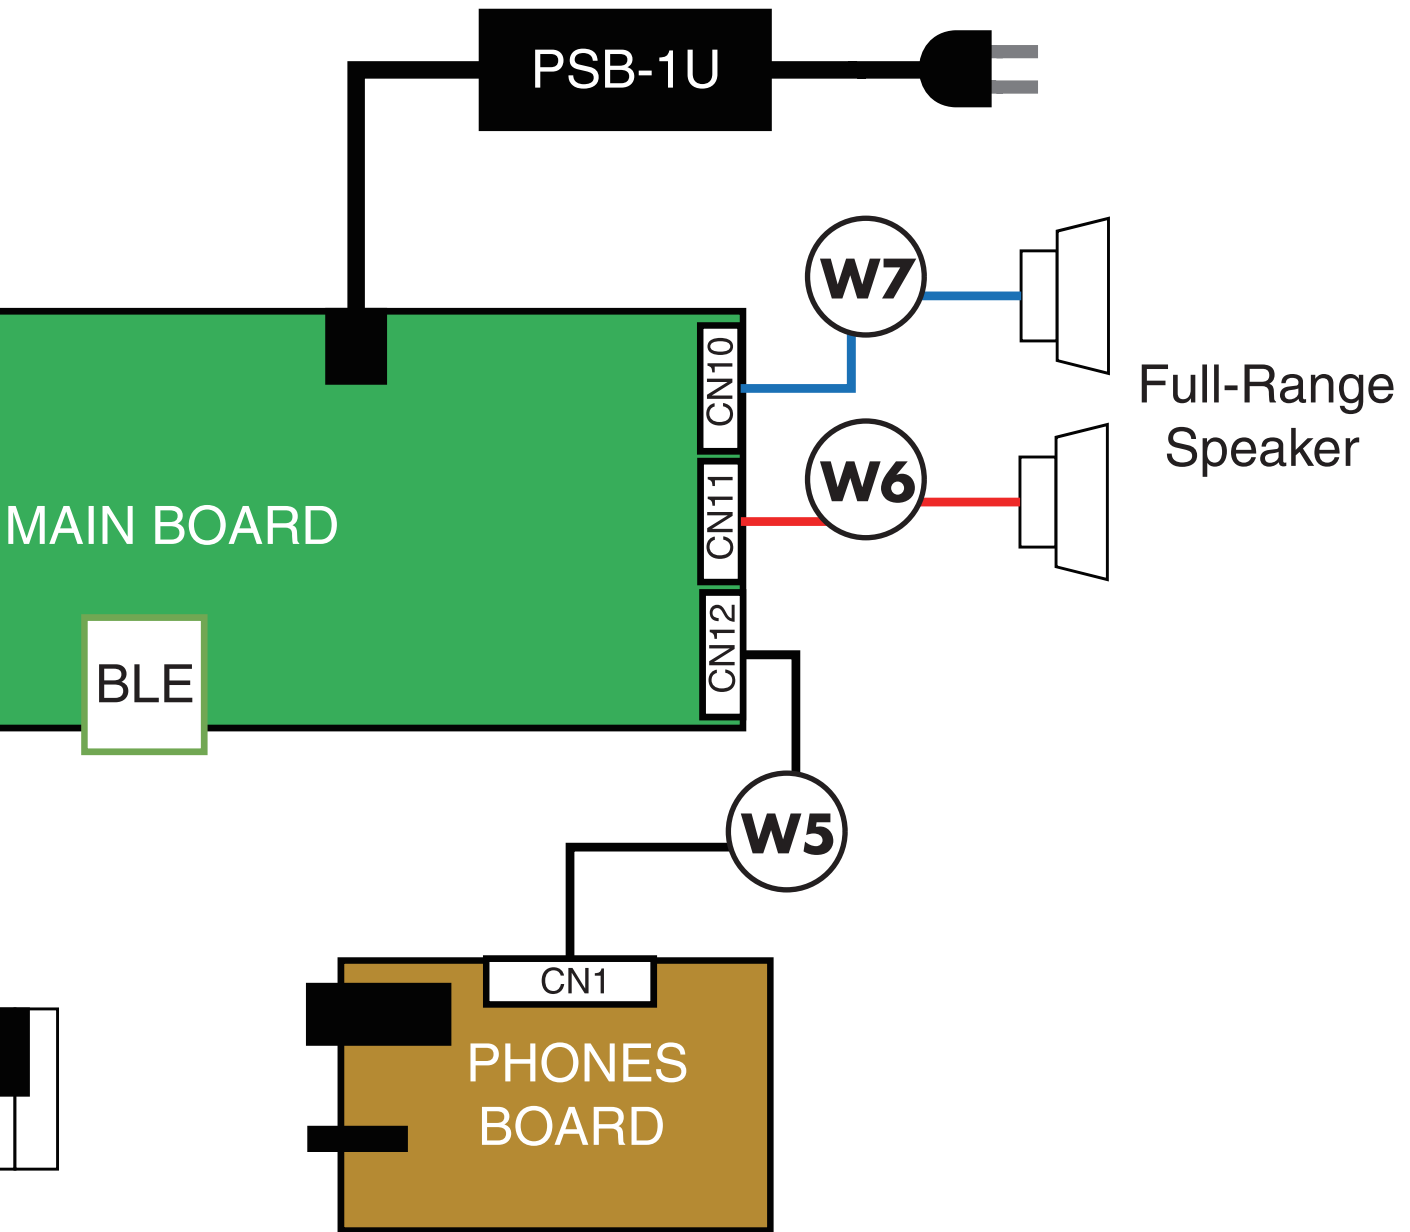 PSB-1U
W7
CN10
Full-Range
Speaker
W6
CN11
MAIN BOARD
CN12
BLE
W5
CN1
PHONES
BOARD